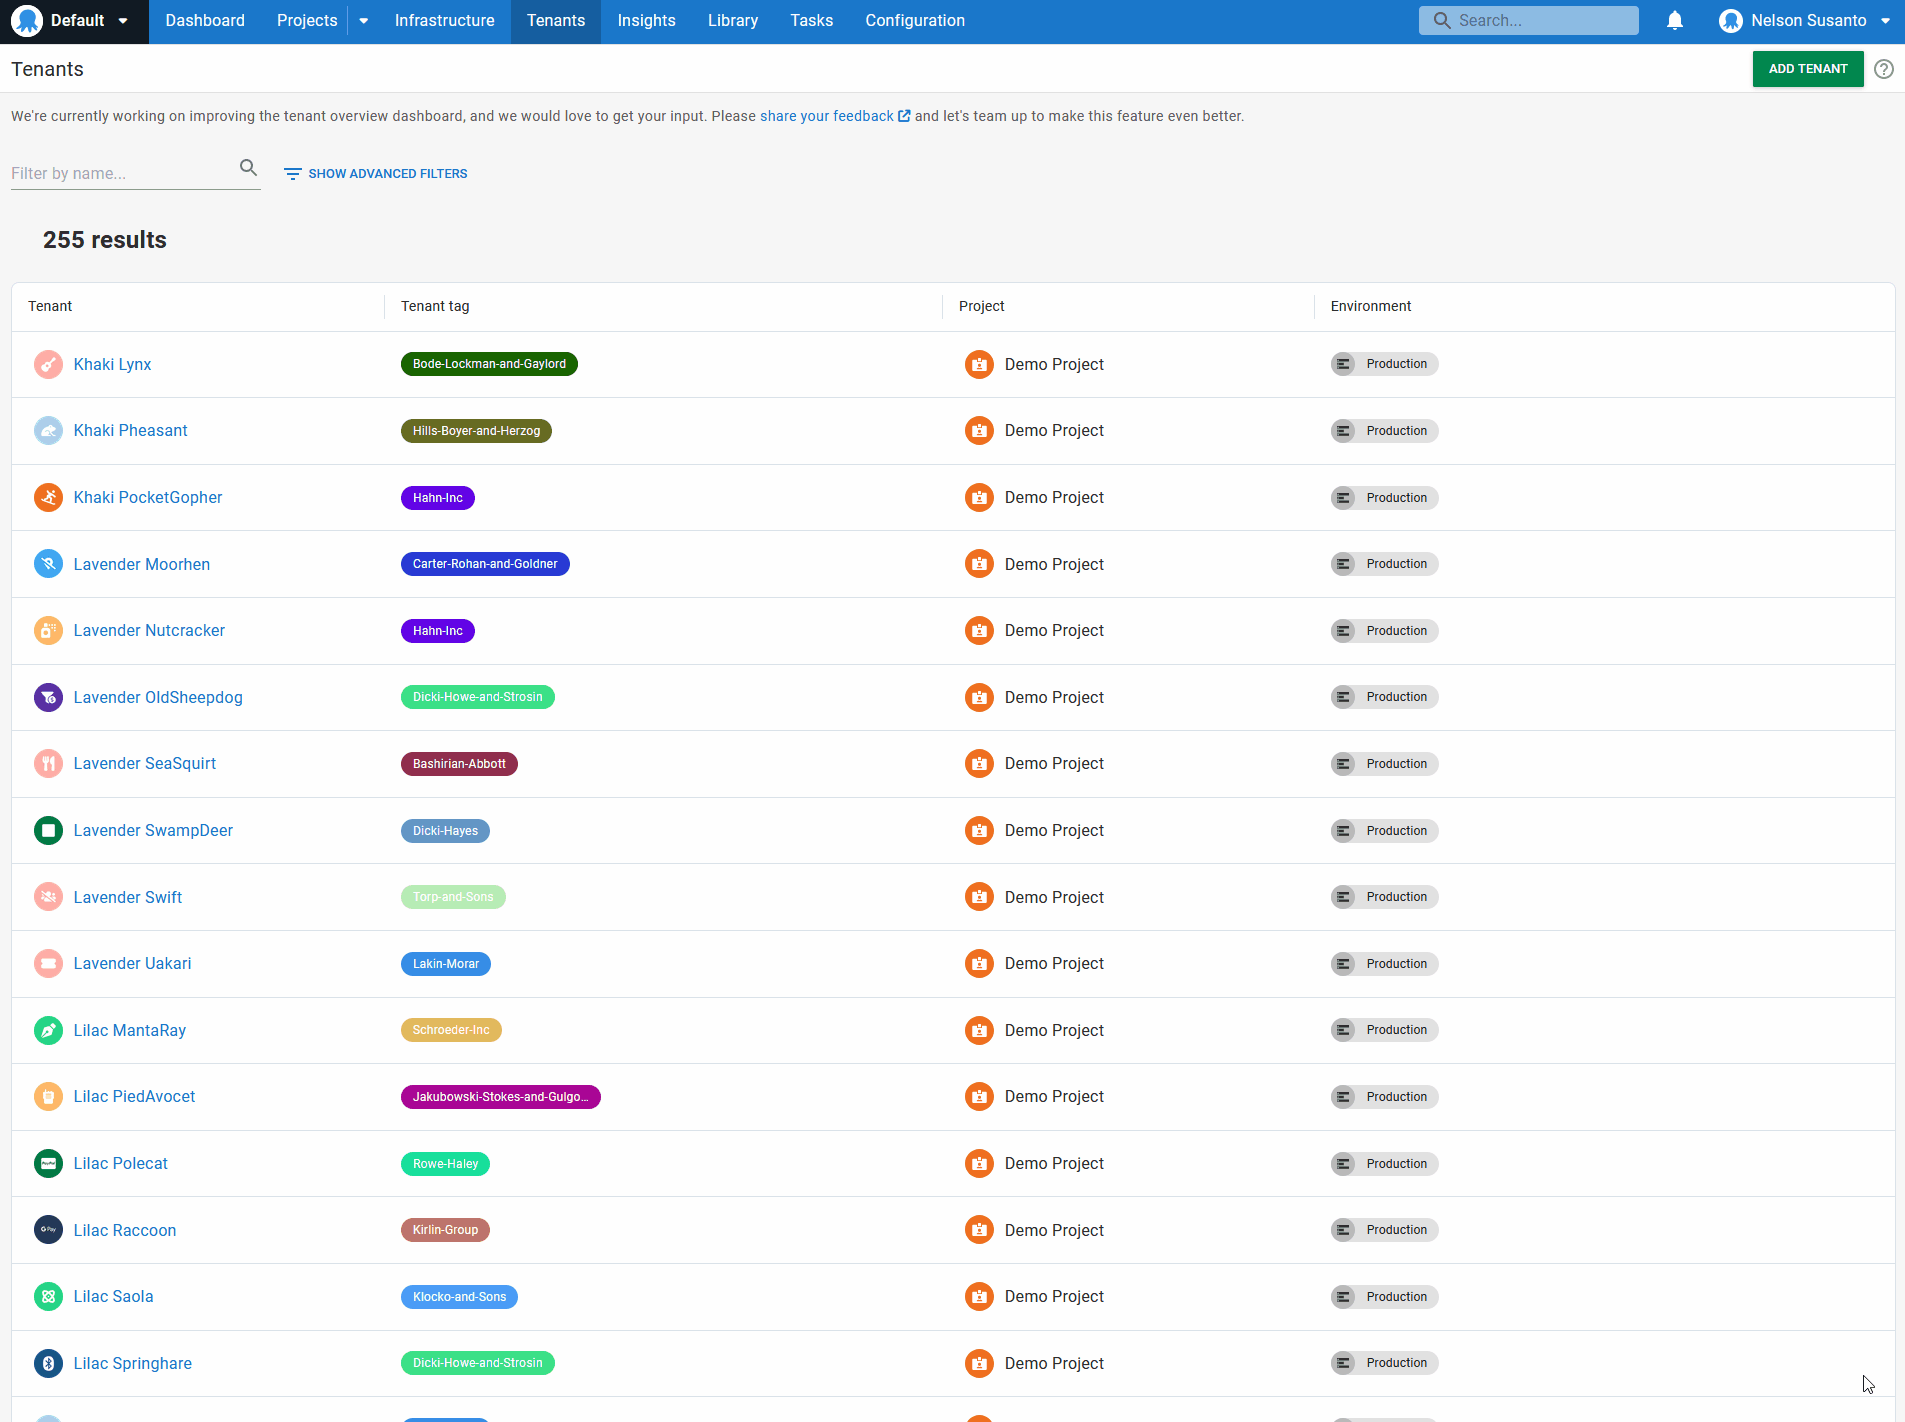 Default Dashboard Projects Infrastructure Tenants Insights Library Tasks Configuration Search... Nelson Susanto
Tenants ADD TENANT
We're currently working on improving the tenant overview dashboard, and we would love to get your input. Please share your feedback and let's team up to make this feature even better.
Filter by name... SHOW ADVANCED FILTERS
255 results
Tenant Tenant tag Project Environment
Khaki Lynx Bode-Lockman-and-Gaylord Demo Project Production
Khaki Pheasant Hills-Boyer-and-Herzog Demo Project Production
Khaki PocketGopher Hahn-Inc Demo Project Production
Lavender Moorhen Carter-Rohan-and-Goldner Demo Project Production
Lavender Nutcracker Hahn-Inc Demo Project Production
Lavender OldSheepdog Dicki-Howe-and-Strosin Demo Project Production
Lavender SeaSquirt Bashirian-Abbott Demo Project Production
Lavender SwampDeer Dicki-Hayes Demo Project Production
Lavender Swift Torp-and-Sons Demo Project Production
Lavender Uakari Lakin-Morar Demo Project Production
Lilac MantaRay Schroeder-Inc Demo Project Production
Lilac PiedAvocet Jakubowski-Stokes-and-Gulgo... Demo Project Production
Lilac Polecat Rowe-Haley Demo Project Production
G Pay Lilac Raccoon Kirlin-Group Demo Project Production
Lilac Saola Klocko-and-Sons Demo Project Production
Lilac Springhare Dicki-Howe-and-Strosin Demo Project Production